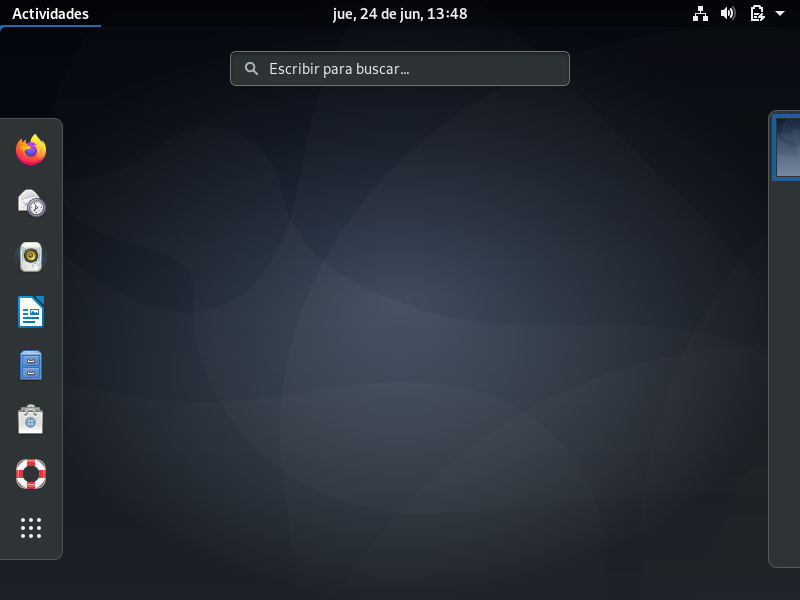 Actividades
jue, 24 de jun, 13:48
Escribir para buscar...